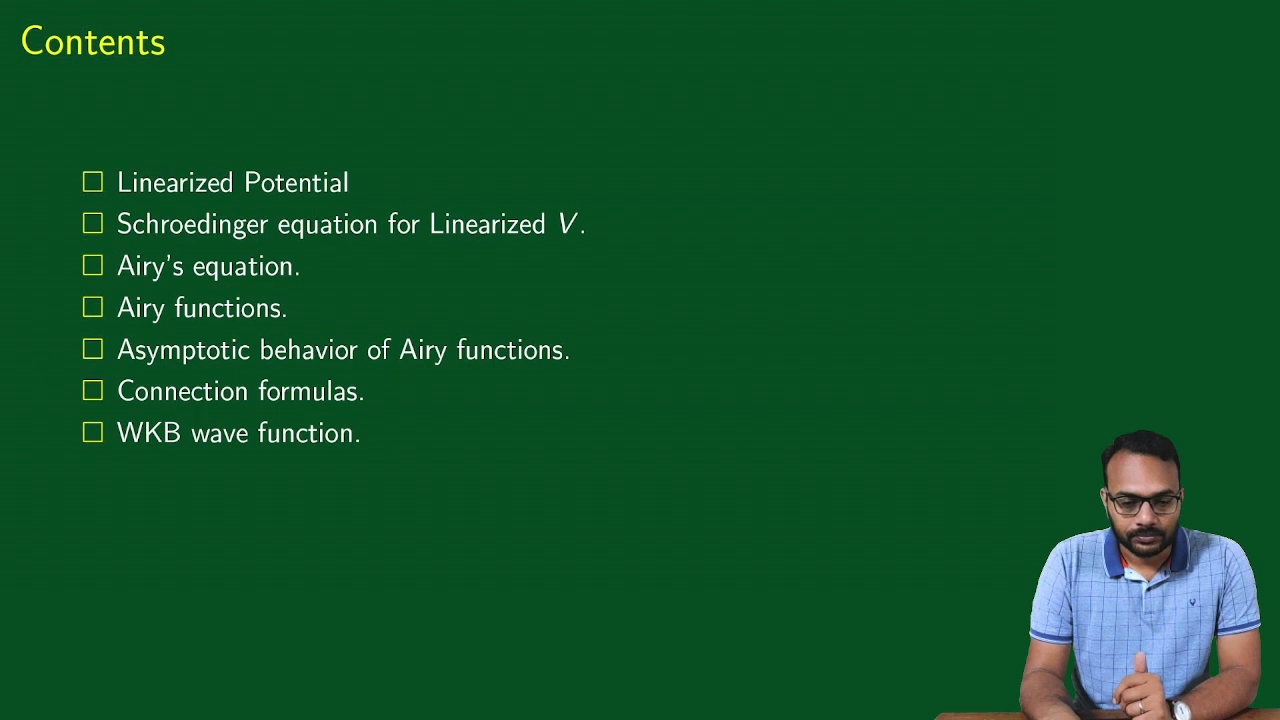 Contents
Linearized Potential
Schroedinger equation for Linearized V.
Airy's equation.
Airy functions.
Asymptotic behavior of Airy functions.
Connection formulas.
WKB wave function.